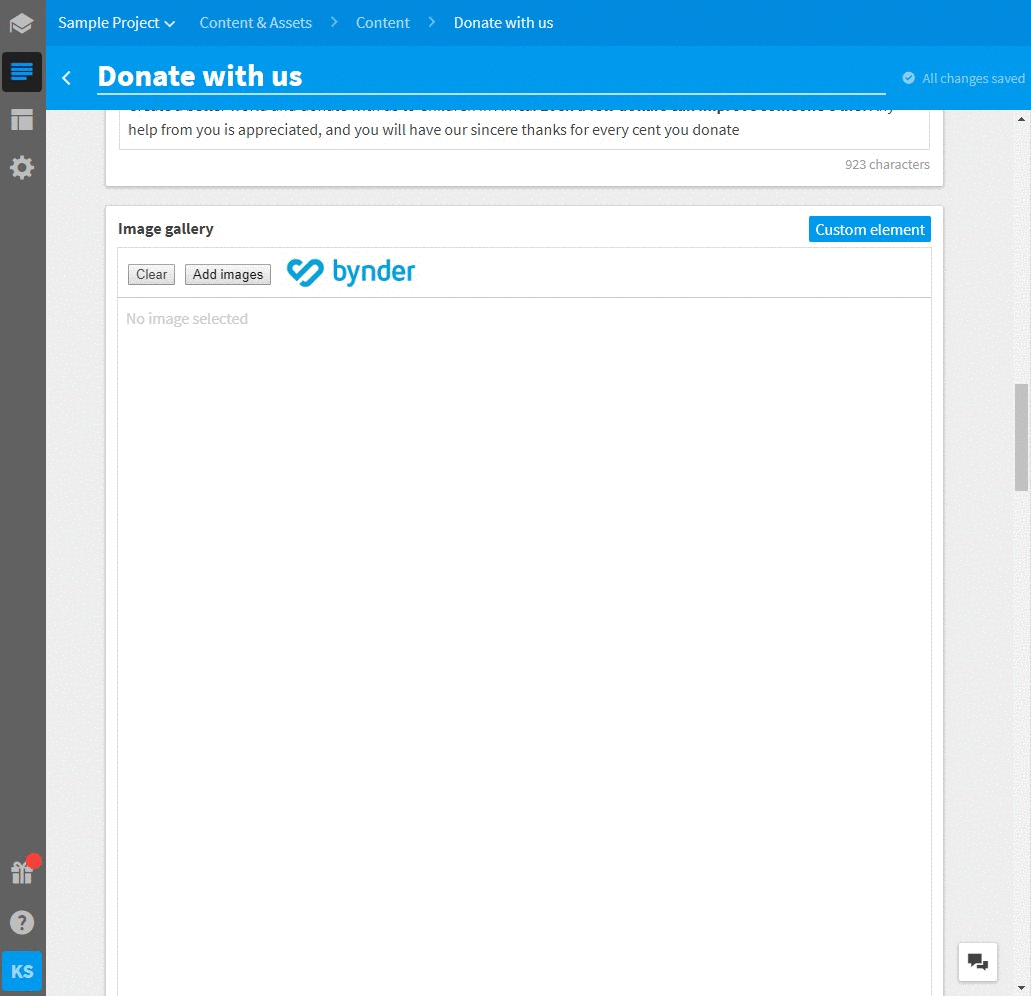 Sample Project
Content & Assets > Content > Donate with us
Donate with us
All changes saved
help from you is appreciated, and you will have our sincere thanks for every cent you donate
923 characters
Image gallery
Custom element
Clear
Add images
bynder
No image selected
?
KS